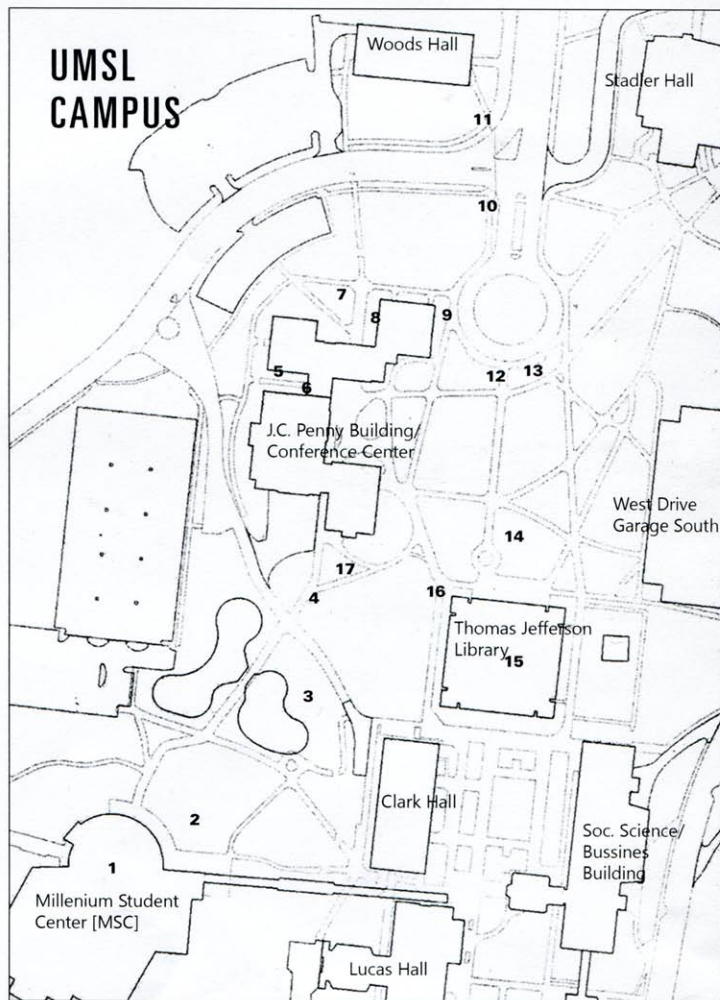 UMSL
CAMPUS
Woods Hall
Stadler Hall
11
10
7
8
9
5
6
12
13
J.C. Penny Building/
Conference Center
West Drive
Garage South
14
17
4
16
Thomas Jefferson
Library
15
3
Clark Hall
2
Soc. Science/
Bussines
Building
1
Millenium Student
Center [MSC]
Lucas Hall